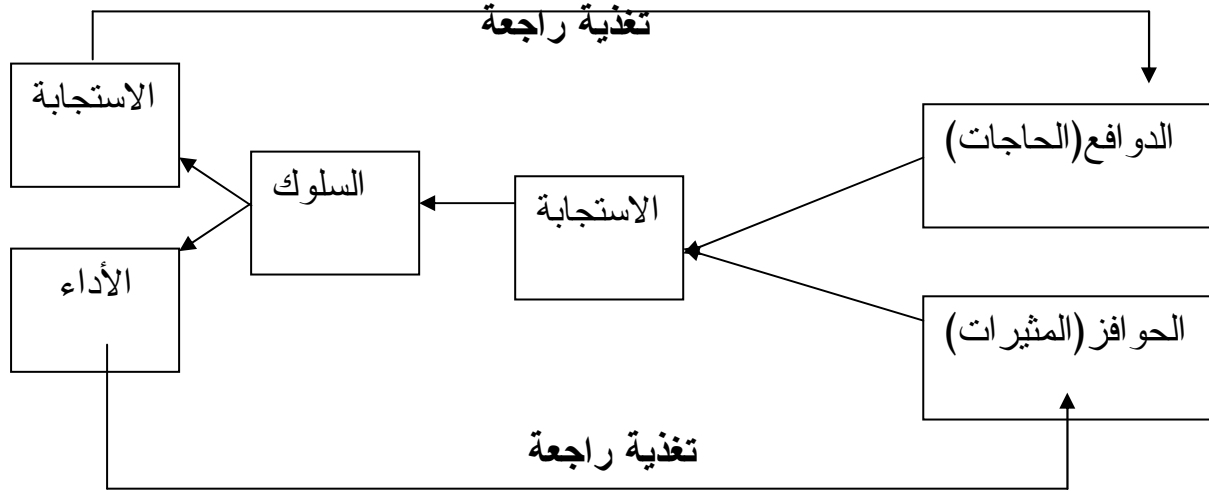 تغذية راجعة
الدوافع(الحاجات)
الحوافز(المثيرات)
الاستجابة
السلوك
الاستجابة
الأداء
تغذية راجعة